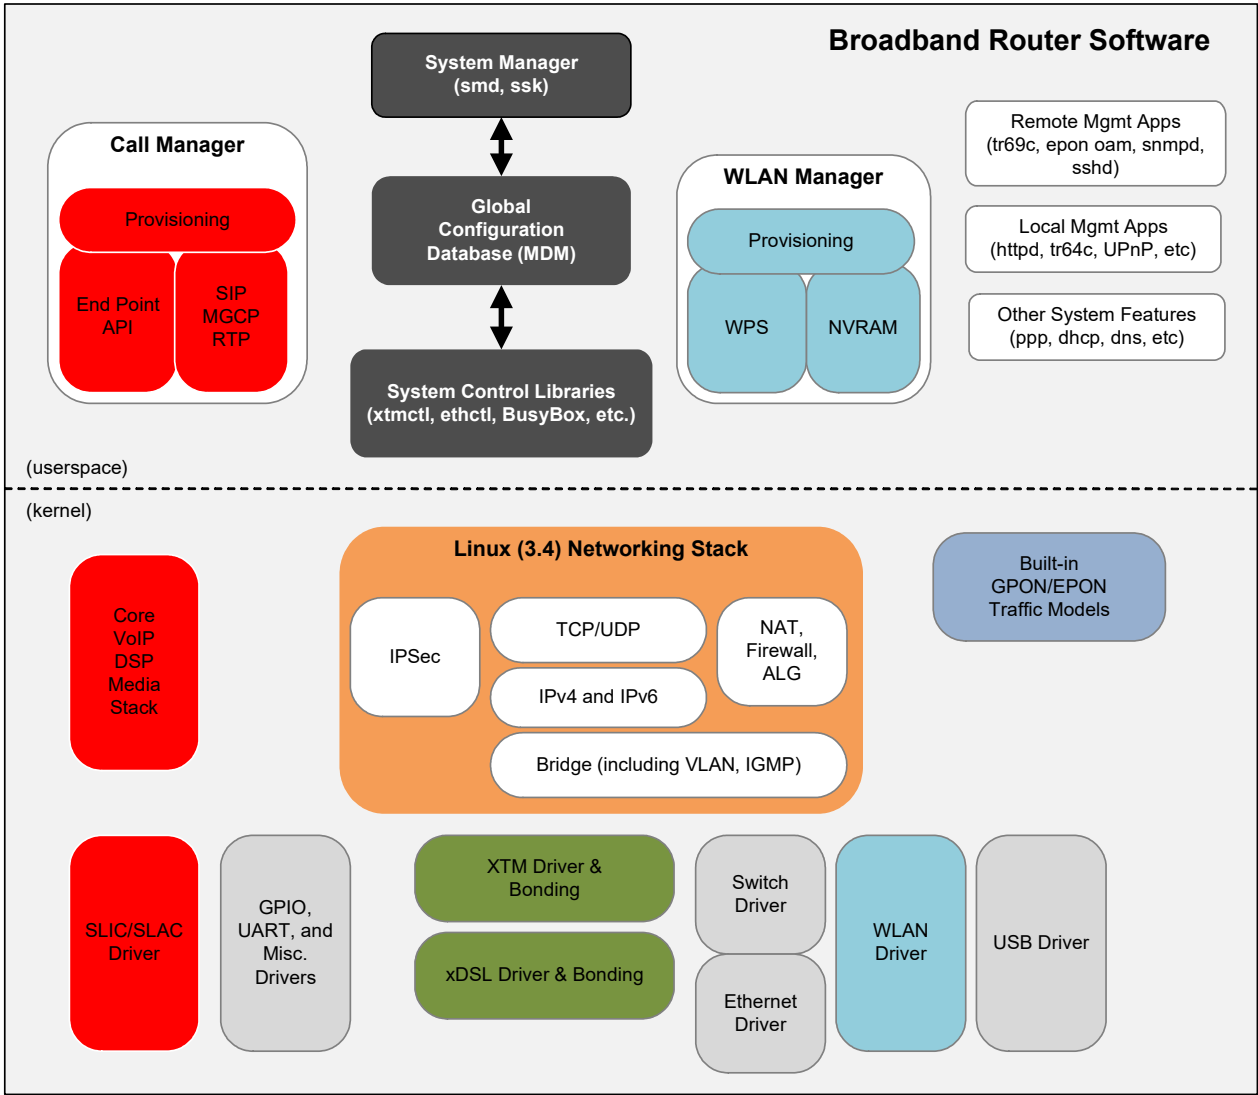 Broadband Router Software
System Manager
(smd, ssk)
Call Manager
Provisioning
End Point
API
SIP
MGCP
RTP
Global
Configuration
Database (MDM)
System Control Libraries
(xtmctl, ethctl, BusyBox, etc.)
WLAN Manager
Provisioning
WPS
NVRAM
Remote Mgmt Apps
(tr69c, epon oam, snmpd,
sshd)
Local Mgmt Apps
(httpd, tr64c, UPnP, etc)
Other System Features
(ppp, dhcp, dns, etc)
(userspace)
(kernel)
Core
VoIP
DSP
Media
Stack
Linux (3.4) Networking Stack
IPSec
TCP/UDP
IPv4 and IPv6
NAT,
Firewall,
ALG
Bridge (including VLAN, IGMP)
Built-in
GPON/EPON
Traffic Models
SLIC/SLAC
Driver
GPIO,
UART, and
Misc.
Drivers
XTM Driver &
Bonding
xDSL Driver & Bonding
Switch
Driver
Ethernet
Driver
WLAN
Driver
USB Driver